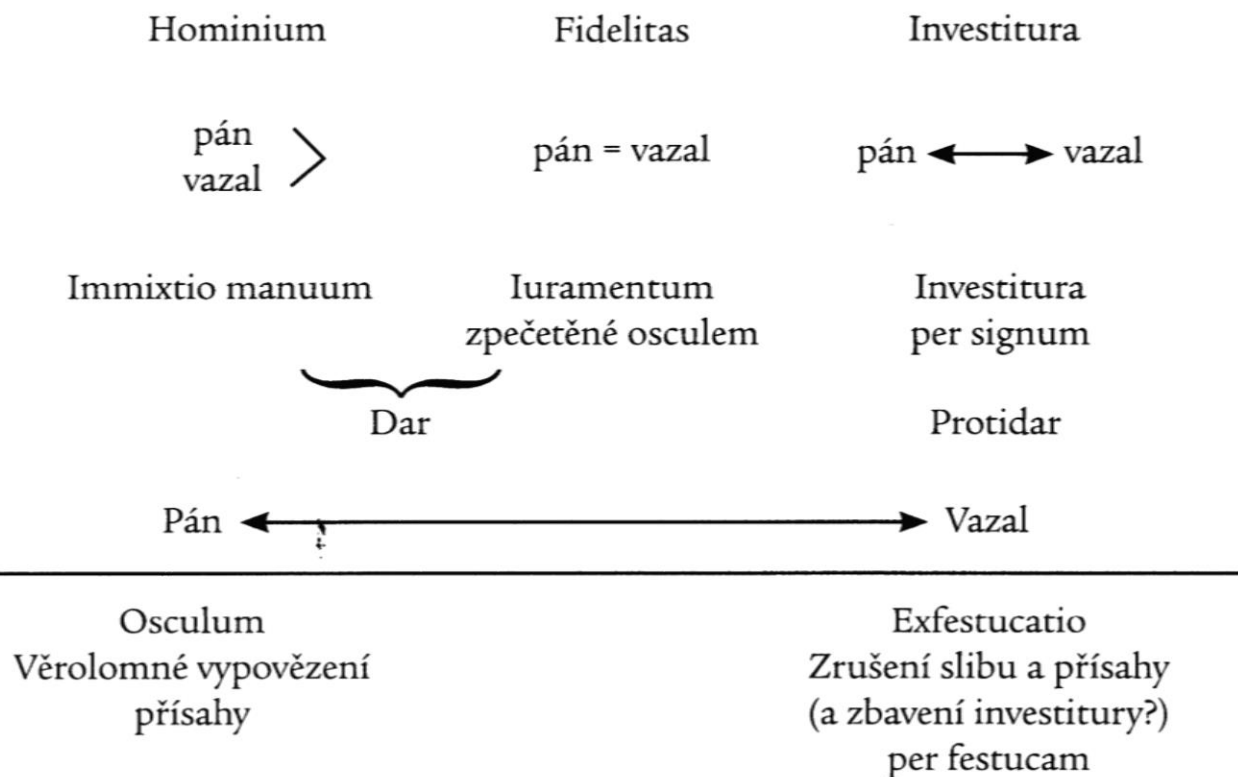 Hominium Fidelitas Investitura
pán
vazal
pán = vazal
pán vazal
Immixtio manuum
Iuramentum
zpečetěné osculem
Investitura
per signum
Dar
Protidar
Pán Vazal
Osculum
Věrolomné vypovězení
přísahy
Exfestucatio
Zrušení slibu a přísahy
(a zbavení investitury?)
per festucam